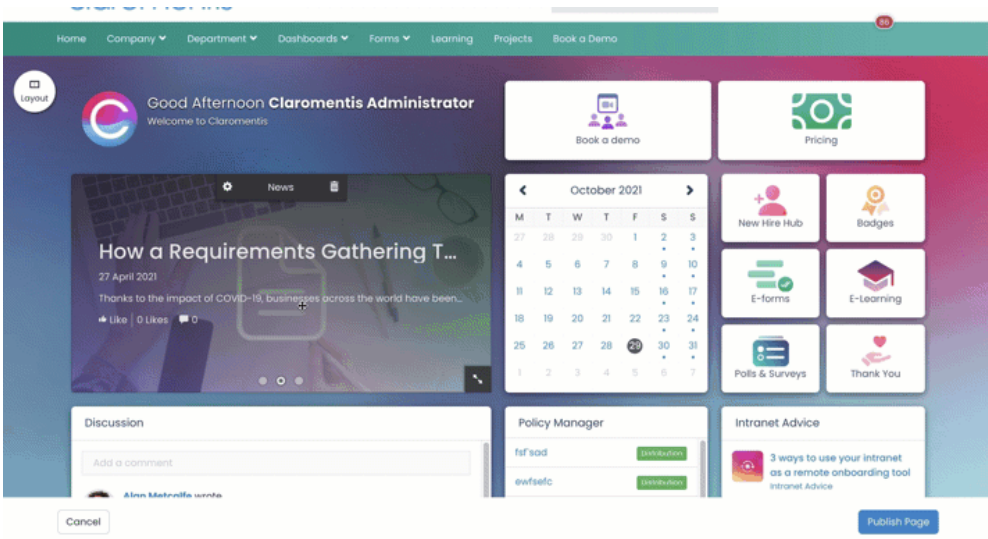 Claromentis
86
Home Company Department Dashboards Forms Learning Projects Book a Demo
Layout
Good Afternoon Claromentis Administrator
Welcome to Claromentis
Book a demo
Pricing
News
How a Requirements Gathering T...
27 April 2021
Thanks to the impact of COVID-19, businesses across the world have been...
Like 0 Likes 0
October 2021
M T W T F S S
27 28 29 30 1 2 3
4 5 6 7 8 9 10
11 12 13 14 15 16 17
18 19 20 21 22 23 24
25 26 27 28 29 30 31
1 2 3 4 5 6 7
New Hire Hub
Badges
E-forms
E-Learning
Polls & Surveys
Thank You
Discussion
Add a comment
Alan Metcalfe wrote
Policy Manager
fsf'sad Distribution
ewfsefc Distribution
Intranet Advice
3 ways to use your intranet
as a remote onboarding tool
Intranet Advice
Cancel
Publish Page